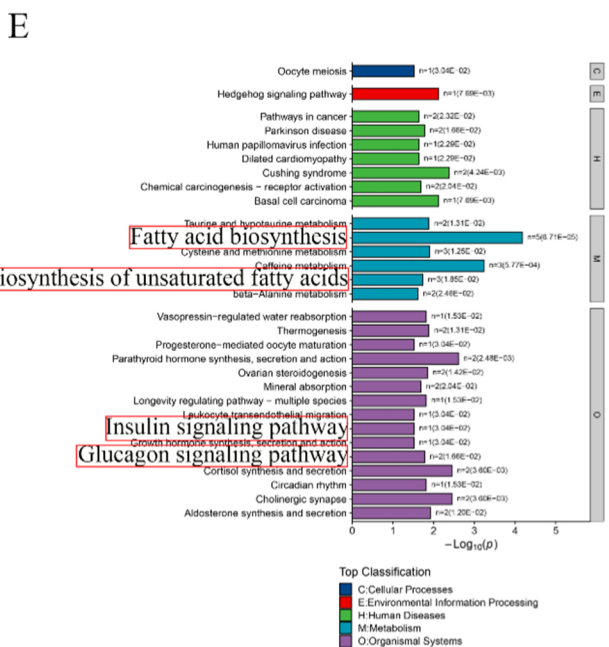 E
Oocyte meiosis n=1(3.04E-02) C
Hedgehog signaling pathway n=1(7.69E-03) E
Pathways in cancer n=2(2.32E-02)
Parkinson disease n=2(1.66E-02)
Human papillomavirus infection n=1(2.29E-02)
Dilated cardiomyopathy n=1(2.29E-02) H
Cushing syndrome n=2(4.24E-03)
Chemical carcinogenesis − receptor activation n=2(2.04E-02)
Basal cell carcinoma n=1(7.69E-03)
Taurine and hypotaurine metabolism n=2(1.31E-02)
Fatty acid biosynthesis n=5(6.71E-05)
Cysteine and methionine metabolism n=3(1.25E-02)
Caffeine metabolism n=3(5.77E-04) M
iosynthesis of unsaturated fatty acids n=3(1.85E-02)
beta-Alanine metabolism n=2(2.48E-02)
Vasopressin-regulated water reabsorption n=1(1.53E-02)
Thermogenesis n=2(1.31E-02)
Progesterone-mediated oocyte maturation n=1(3.04E-02)
Parathyroid hormone synthesis, secretion and action n=2(2.48E-03)
Ovarian steroidogenesis n=2(1.42E-02)
Mineral absorption n=2(2.04E-02)
Longevity regulating pathway − multiple species n=1(1.53E-02)
Leukocyte transendothelial migration n=1(3.04E-02) O
Insulin signaling pathway n=1(3.04E-02)
Growth hormone synthesis, secretion and action n=1(3.04E-02)
Glucagon signaling pathway n=2(1.66E-02)
Cortisol synthesis and secretion n=2(3.60E-03)
Circadian rhythm n=1(1.53E-02)
Cholinergic synapse n=2(3.60E-03)
Aldosterone synthesis and secretion n=2(1.20E-02)
0 1 2 3 4 5
−Log10(p)
Top Classification
C:Cellular Processes
E:Environmental Information Processing
H:Human Diseases
M:Metabolism
O:Organismal Systems